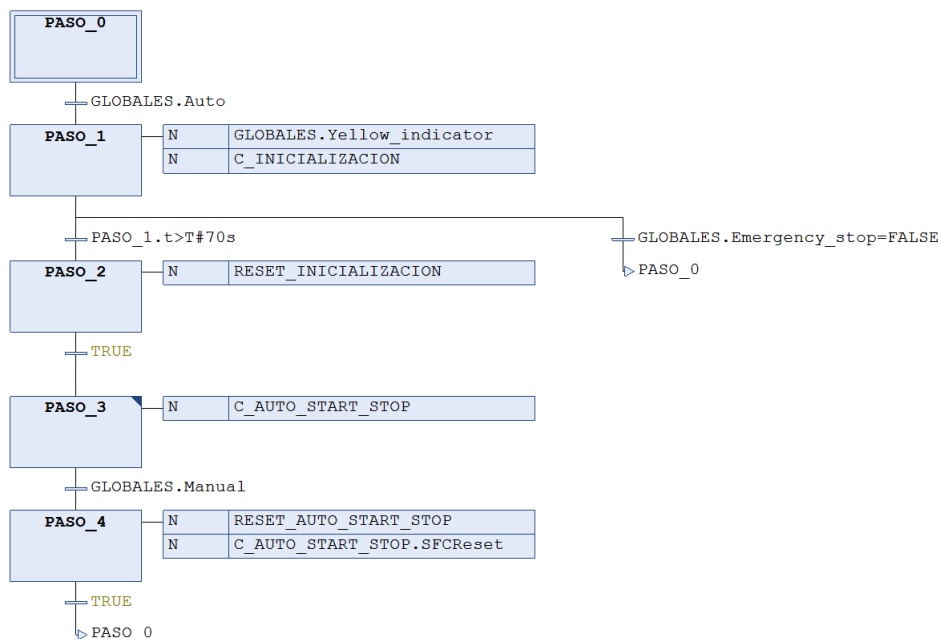 PASO_0
GLOBALES.Auto
PASO_1
N GLOBALES.Yellow_indicator
N C_INICIALIZACION
PASO_1.t>T#70s
GLOBALES.Emergency_stop=FALSE
PASO_0
PASO_2
N RESET_INICIALIZACION
TRUE
PASO_3
N C_AUTO_START_STOP
GLOBALES.Manual
PASO_4
N RESET_AUTO_START_STOP
N C_AUTO_START_STOP.SFCReset
TRUE
PASO_0